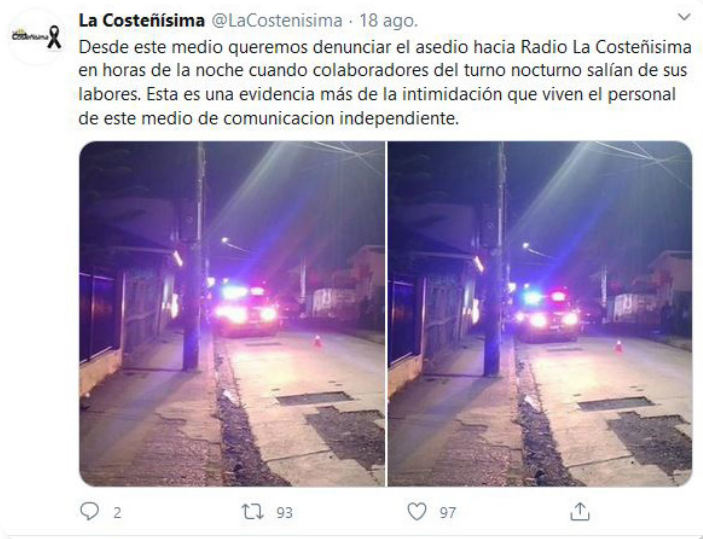 La Costeñísima @LaCostenisima · 18 ago.
Costeñísima
Desde este medio queremos denunciar el asedio hacia Radio La Costeñisima
en horas de la noche cuando colaboradores del turno nocturno salían de sus
labores. Esta es una evidencia más de la intimidación que viven el personal
de este medio de comunicacion independiente.
2 93 97